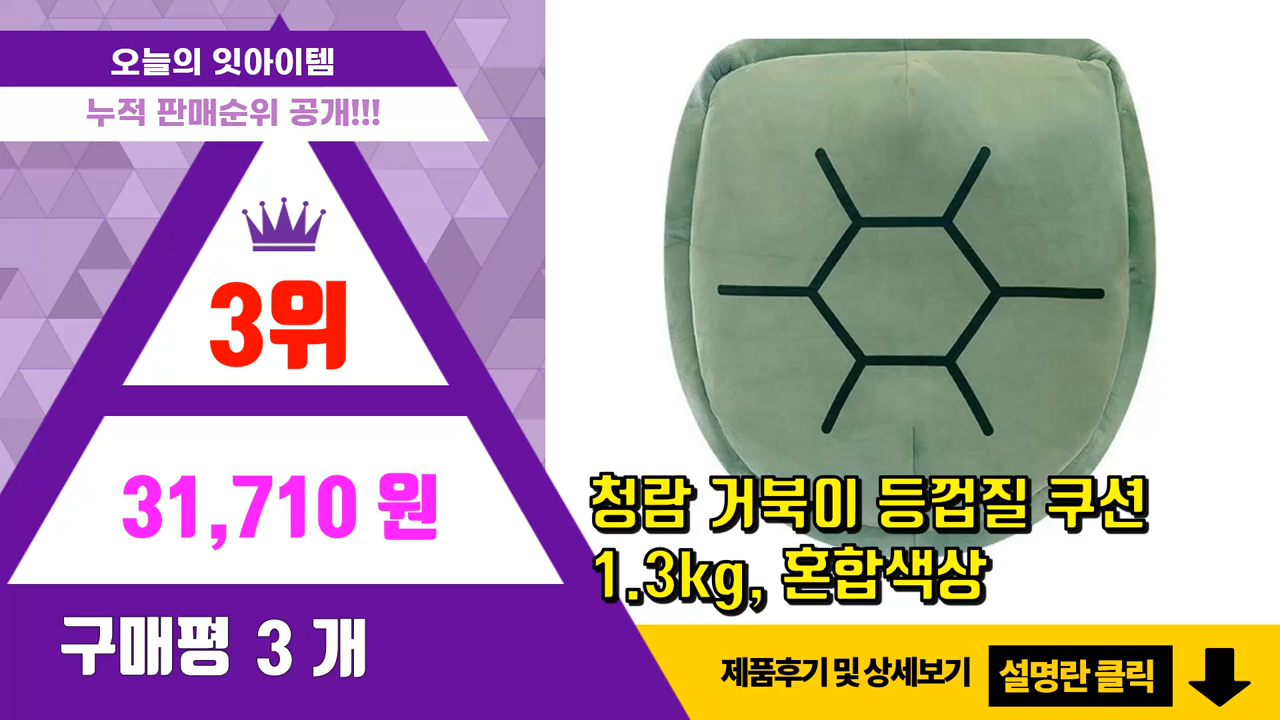 오늘의 잇아이템
누적 판매순위 공개!!!
3위
31,710 원
구매평 3 개
청람 거북이 등껍질 쿠션
1.3kg, 혼합색상
제품후기 및 상세보기
설명란 클릭